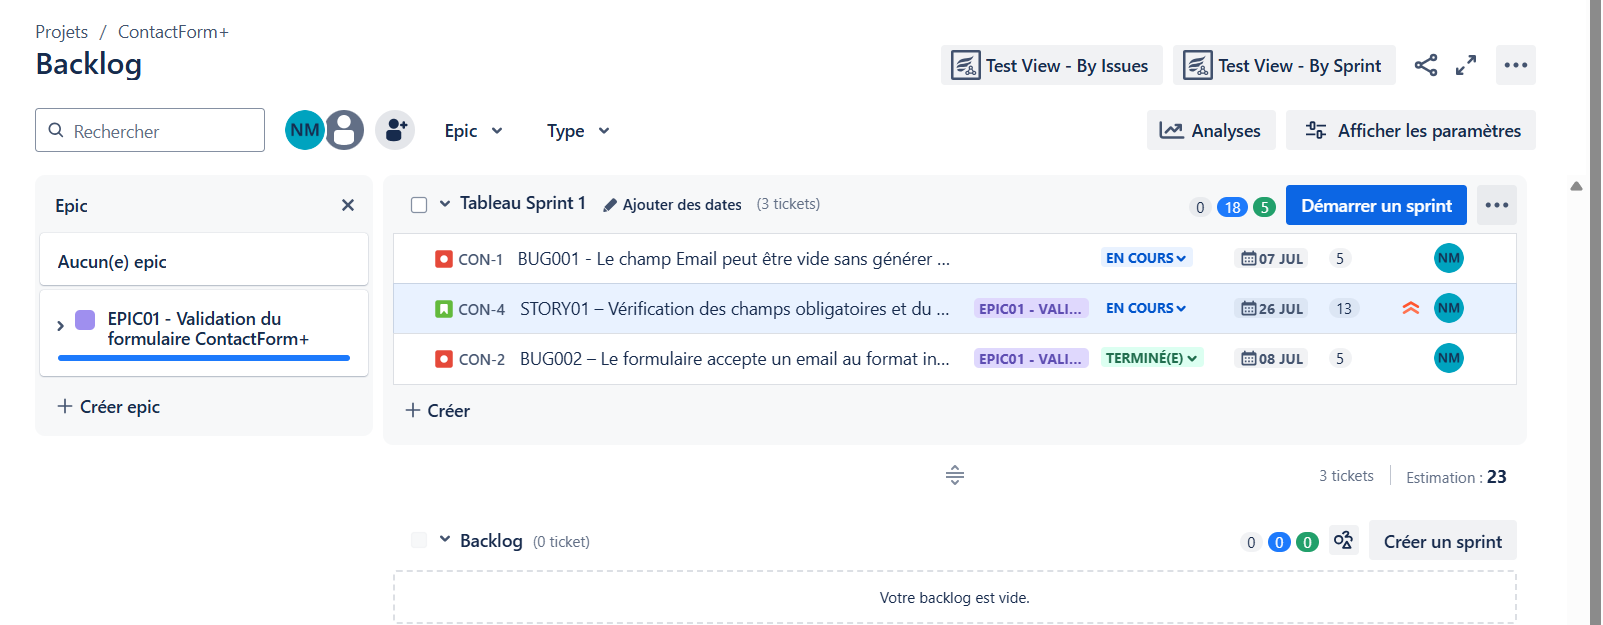 Projets / ContactForm+
Backlog
Test View - By Issues
Test View - By Sprint
Rechercher
NM
Epic
Type
Analyses
Afficher les paramètres
Epic
Aucun(e) epic
EPIC01 - Validation du
formulaire ContactForm+
+ Créer epic
Tableau Sprint 1 Ajouter des dates (3 tickets) 0 18 5 Démarrer un sprint
CON-1 BUG001 - Le champ Email peut être vide sans générer ... EN COURS 07 JUL 5 NM
CON-4 STORY01 – Vérification des champs obligatoires et du ... EPIC01 - VALI... EN COURS 26 JUL 13 NM
CON-2 BUG002 – Le formulaire accepte un email au format in... EPIC01 - VALI... TERMINÉ(E) 08 JUL 5 NM
+ Créer
3 tickets Estimation : 23
Backlog (0 ticket) 0 0 0 Créer un sprint
Votre backlog est vide.